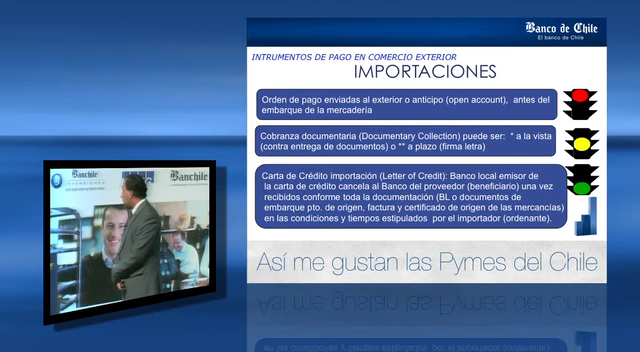 Banco de Chile
El banco de Chile
INTRUMENTOS DE PAGO EN COMERCIO EXTERIOR
IMPORTACIONES
Orden de pago enviadas al exterior o anticipo (open account), antes del
embarque de la mercadería
Cobranza documentaria (Documentary Collection) puede ser: * a la vista
(contra entrega de documentos) o ** a plazo (firma letra)
Carta de Crédito importación (Letter of Credit): Banco local emisor de
la carta de crédito cancela al Banco del proveedor (beneficiario) una vez
recibidos conforme toda la documentación (BL o documentos de
embarque pto. de origen, factura y certificado de origen de las mercancías)
en las condiciones y tiempos estipulados por el importador (ordenante).
Así me gustan las Pymes del Chile
Banchile
INVERSIONES
Banchile